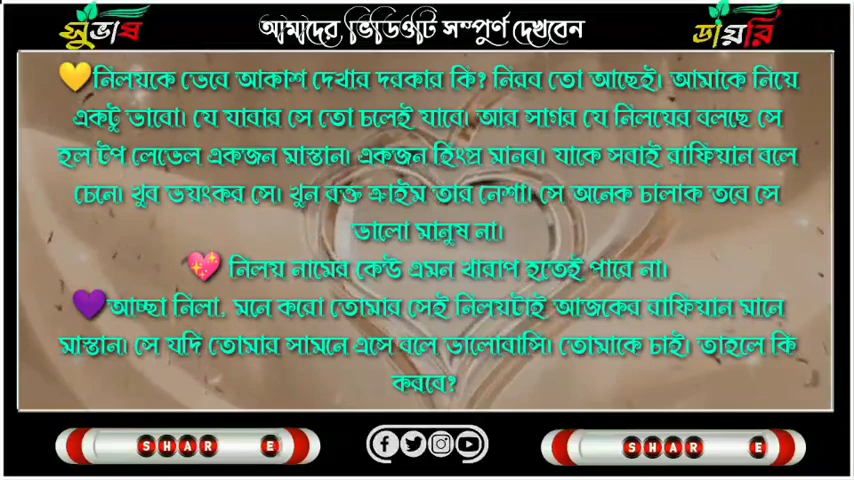 সুভাষ
আমাদের ভিডিওটি সম্পুর্ণ দেখবেন
ডায়রি
💛নিলয়কে ভেবে আকাশ দেখার দরকার কি? নিরব তো আছেই। আমাকে নিয়ে
একটু ভাবো। যে যাবার সে তো চলেই যাবে। আর সাগর যে নিলয়ের বলছে সে
হল টপ লেভেল একজন মাস্তান। একজন হিংস্র মানব। যাকে সবাই রাফিয়ান বলে
চেনে। খুব ভয়ংকর সে। খুন রক্ত ক্রাইম তার নেশা। সে অনেক চালাক তবে সে
ভালো মানুষ না।
💖 নিলয় নামের কেউ এমন খারাপ হতেই পারে না।
💜আচ্ছা নিলা, মনে করো তোমার সেই নিলয়টাই আজকের রাফিয়ান মানে
মাস্তান। সে যদি তোমার সামনে এসে বলে ভালোবাসি। তোমাকে চাই। তাহলে কি
করবে?
SHAR E
SHAR E